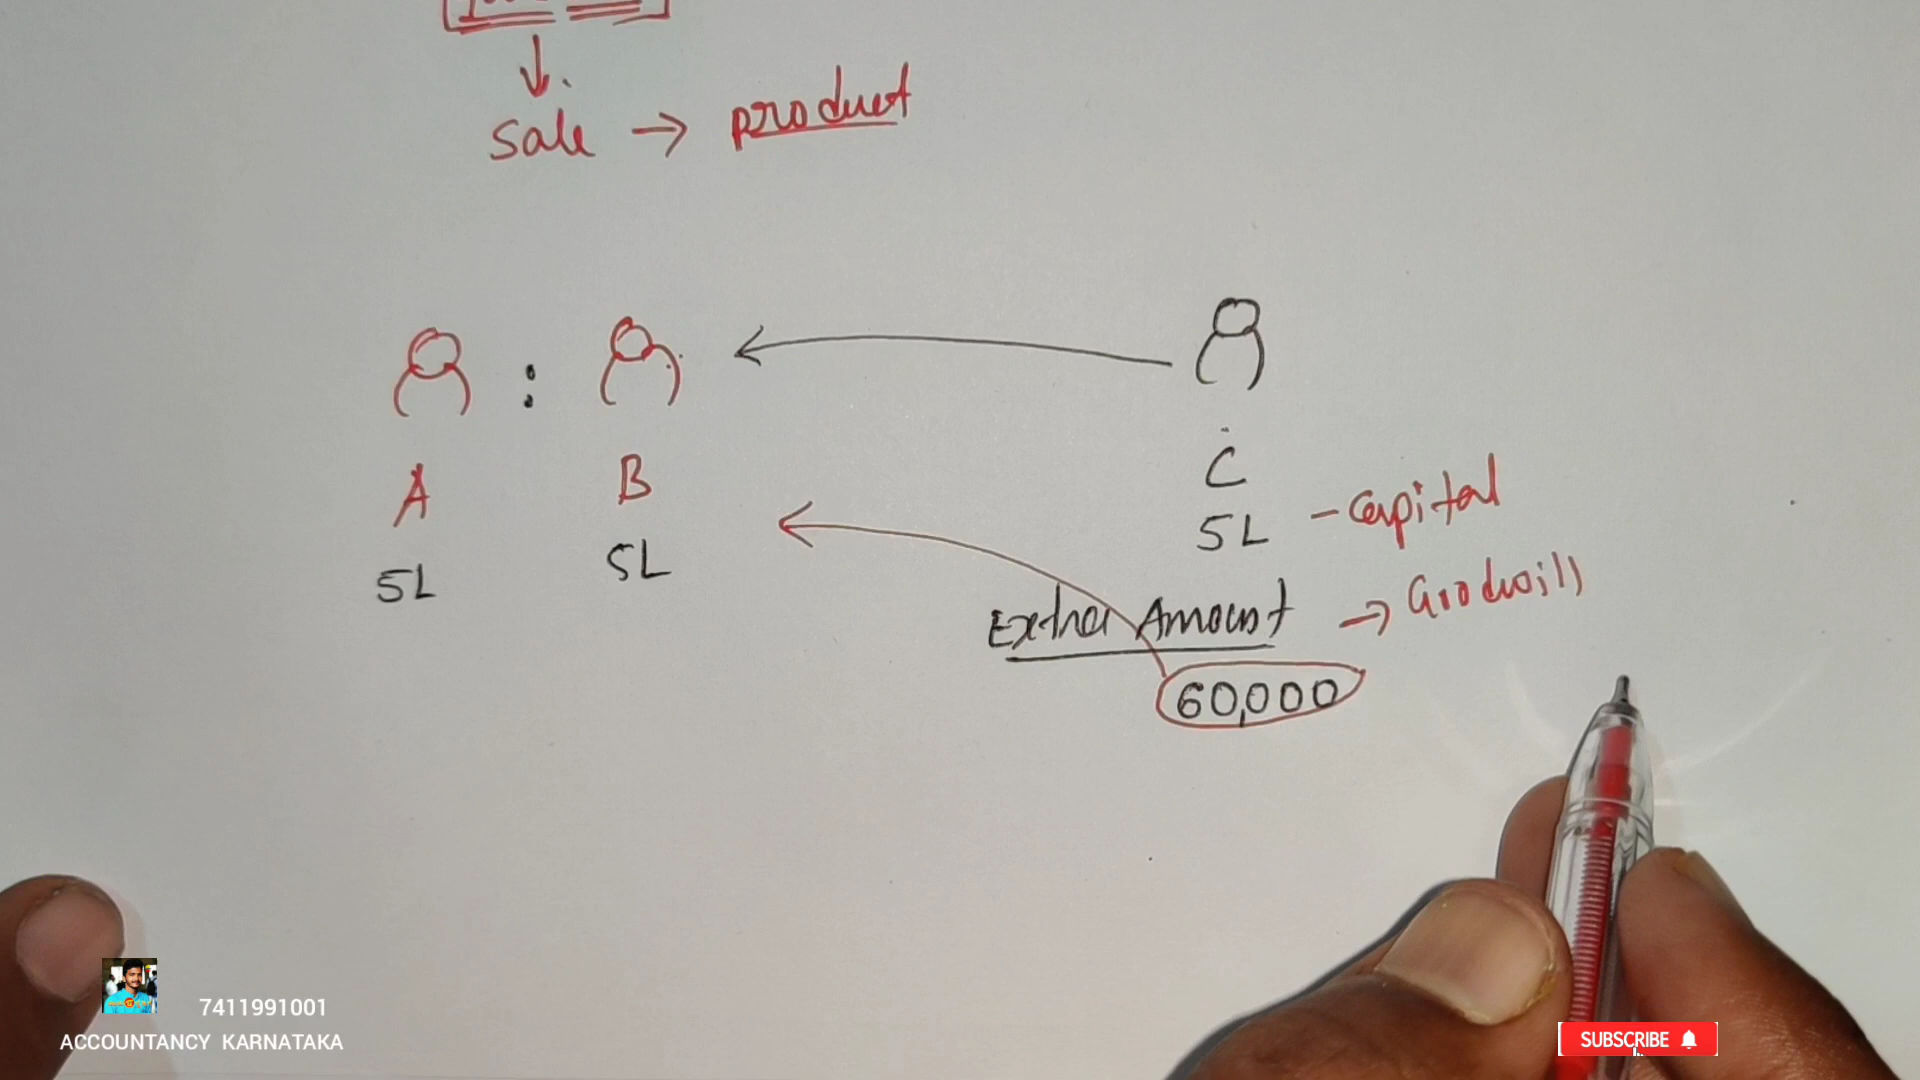 Sale → product
:
A B
C
5L 5L
5L - Capital
Extra Amount → Goodwill
60,000
7411991001
ACCOUNTANCY KARNATAKA
SUBSCRIBE